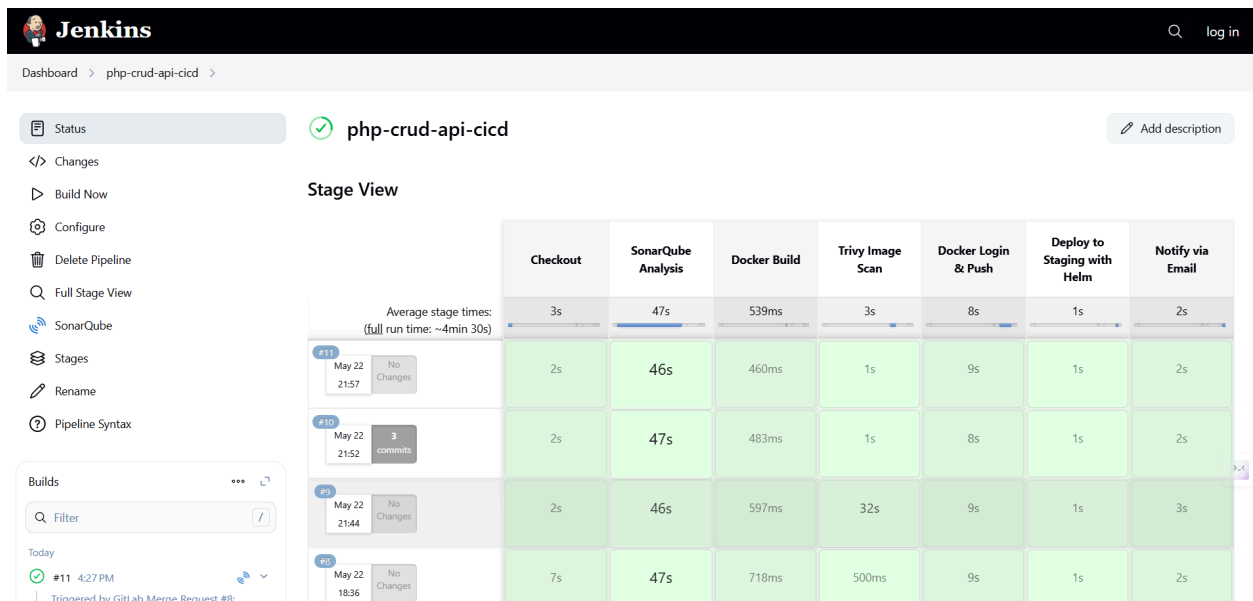 Jenkins
log in
Dashboard
php-crud-api-cicd
Status
Changes
Build Now
Configure
Delete Pipeline
Full Stage View
SonarQube
Stages
Rename
Pipeline Syntax
Builds
Filter
/
Today
#11 4:27 PM
Triggered by GitLab Merge Request #8:
php-crud-api-cicd
Add description
Stage View
Checkout
SonarQube
Analysis
Docker Build
Trivy Image
Scan
Docker Login
& Push
Deploy to
Staging with
Helm
Notify via
Email
Average stage times:
(full run time: ~4min 30s)
3s 47s 539ms 3s 8s 1s 2s
#11
May 22
21:57
No
Changes
2s 46s 460ms 1s 9s 1s 2s
#10
May 22
21:52
3
commits
2s 47s 483ms 1s 8s 1s 2s
#9
May 22
21:44
No
Changes
2s 46s 597ms 32s 9s 1s 3s
#8
May 22
18:36
No
Changes
7s 47s 718ms 500ms 9s 1s 2s